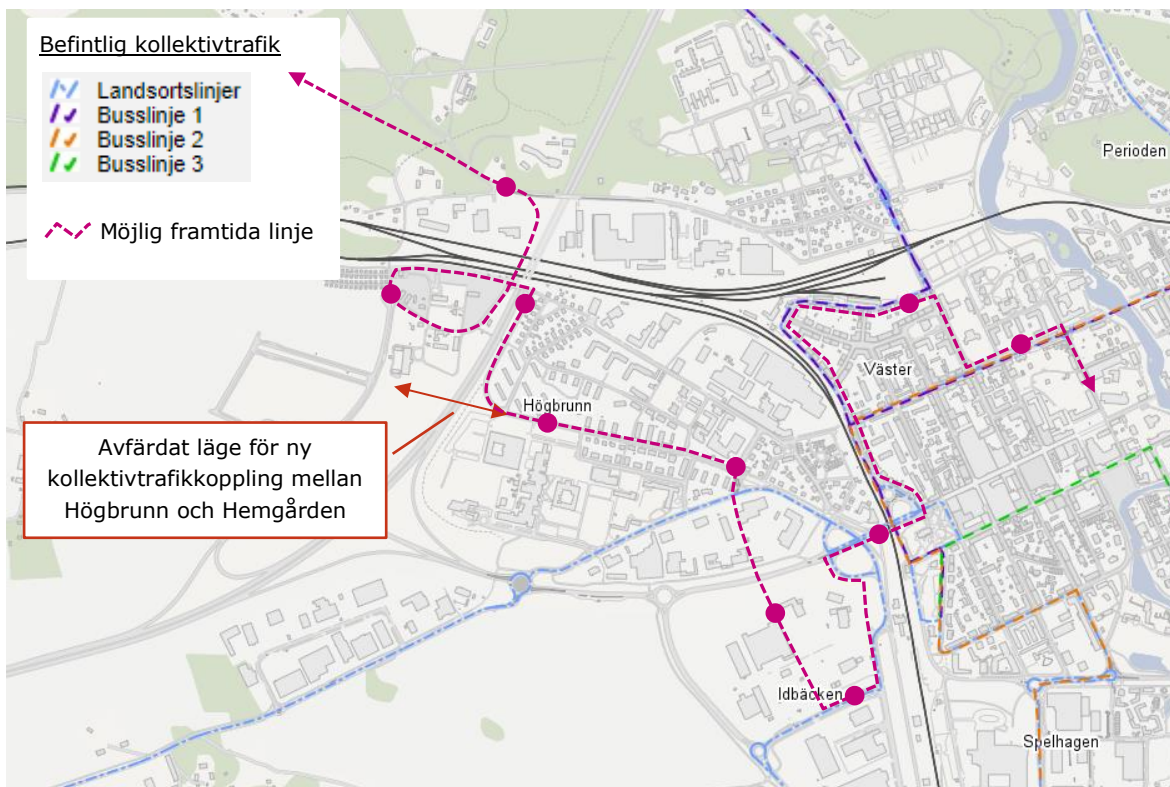 Befintlig kollektivtrafik
Landsortslinjer
Busslinje 1
Busslinje 2
Busslinje 3
Möjlig framtida linje
Perioden
Väster
Högbrunn
Avfärdat läge för ny
kollektivtrafikkoppling mellan
Högbrunn och Hemgården
Idbäcken
Spelhagen